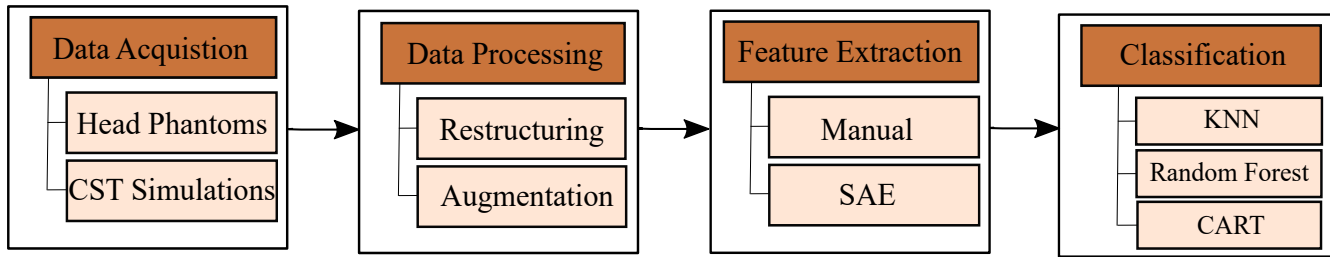 Data Acquistion
Head Phantoms
CST Simulations
Data Processing
Restructuring
Augmentation
Feature Extraction
Manual
SAE
Classification
KNN
Random Forest
CART